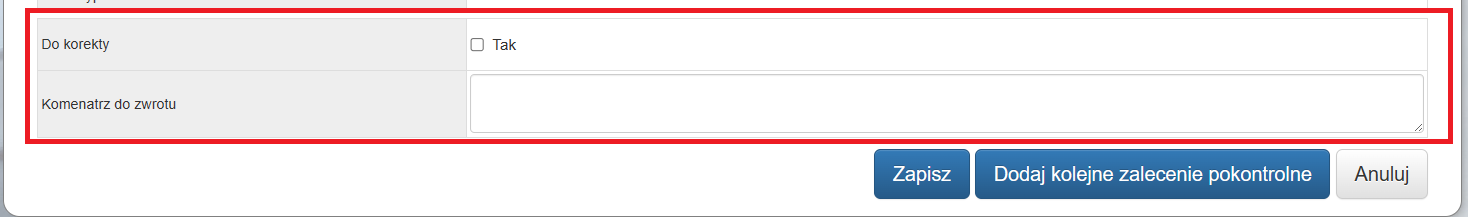 Do korekty
Tak
Komenatrz do zwrotu
Zapisz
Dodaj kolejne zalecenie pokontrolne
Anuluj